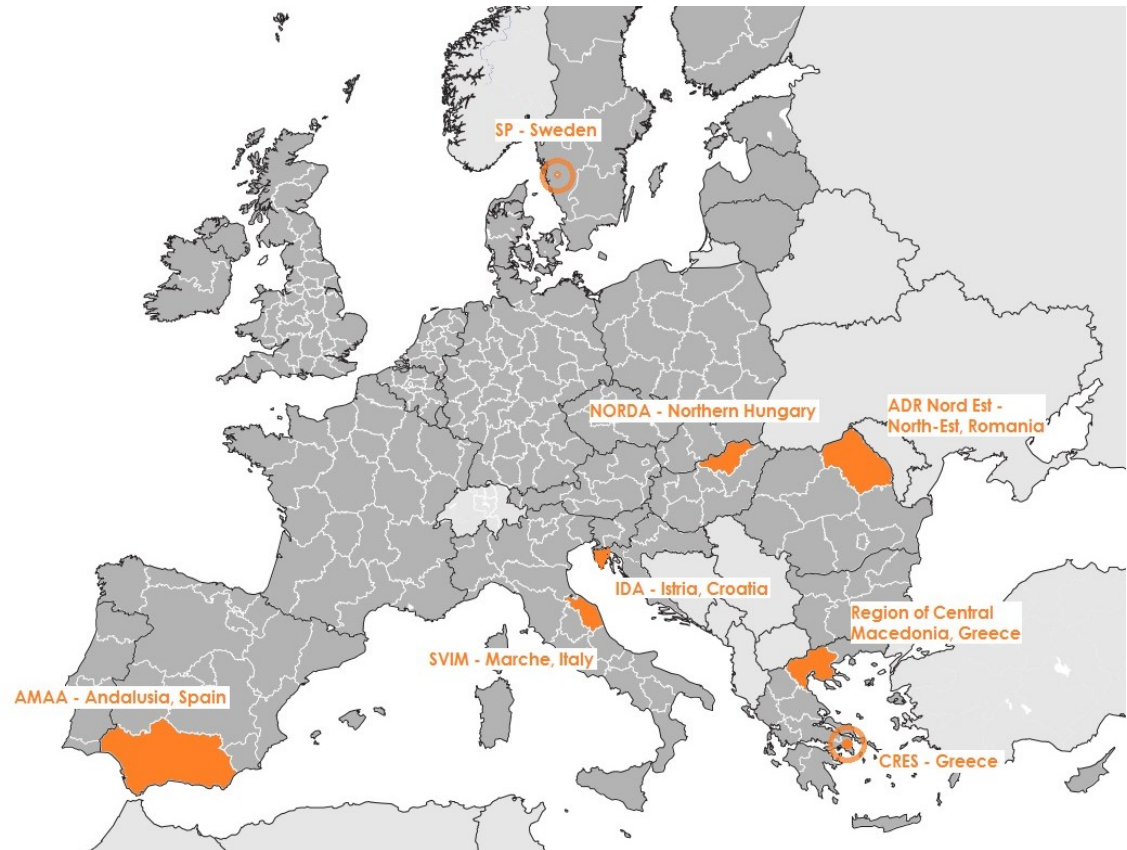 SP - Sweden
NORDA - Northern Hungary
ADR Nord Est -
North-Est, Romania
IDA - Istria, Croatia
Region of Central
Macedonia, Greece
SVIM - Marche, Italy
AMAA - Andalusia, Spain
CRES - Greece